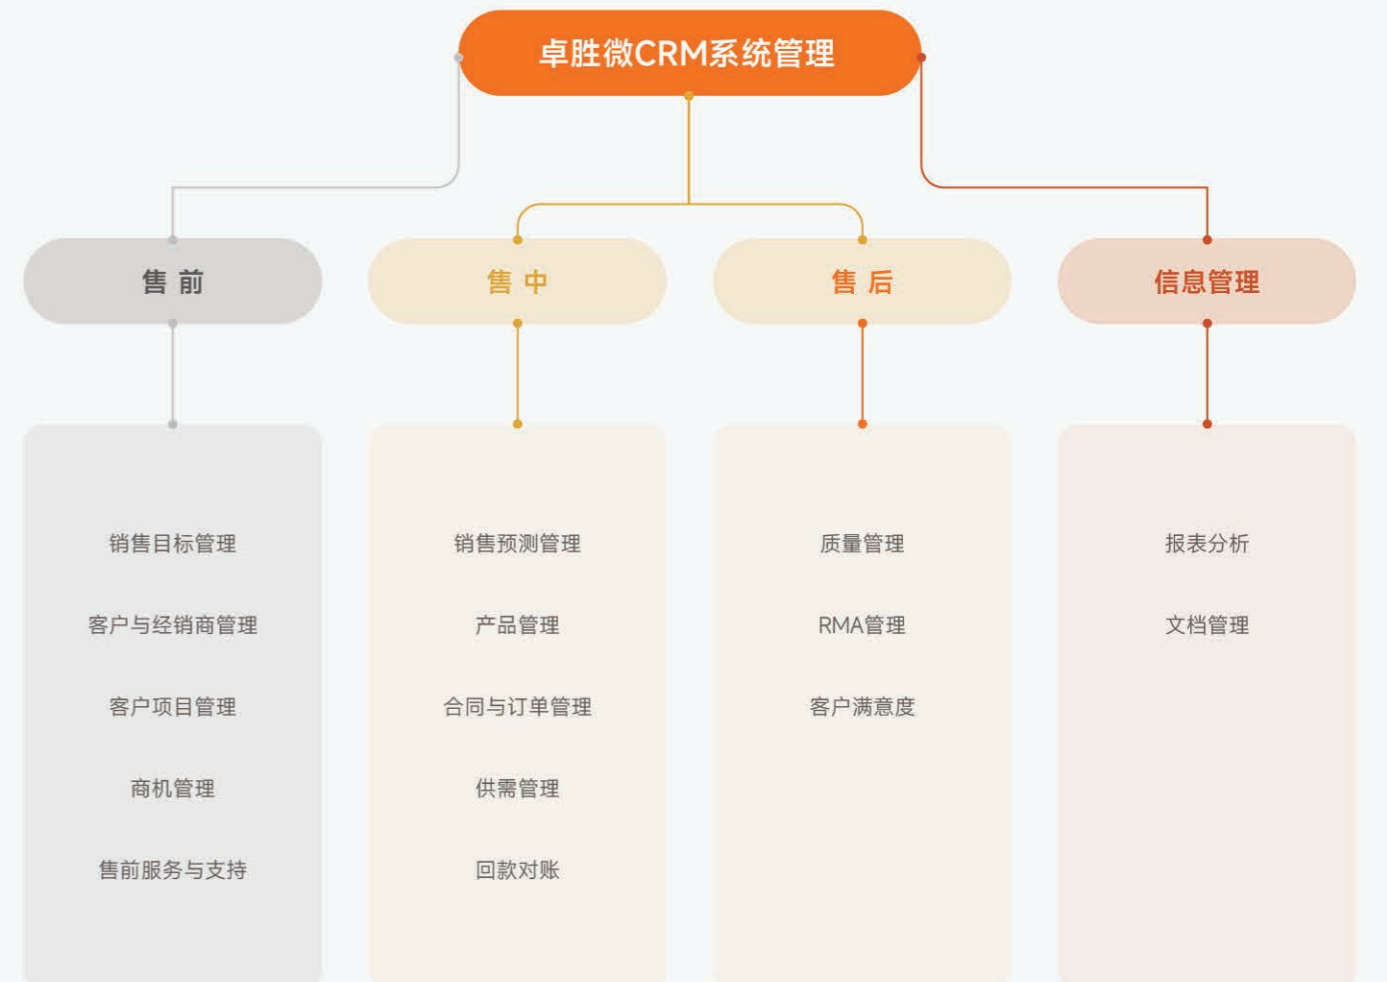 卓胜微CRM系统管理
售 前
售 中
售 后
信息管理
销售目标管理
客户与经销商管理
客户项目管理
商机管理
售前服务与支持
销售预测管理
产品管理
合同与订单管理
供需管理
回款对账
质量管理
RMA管理
客户满意度
报表分析
文档管理